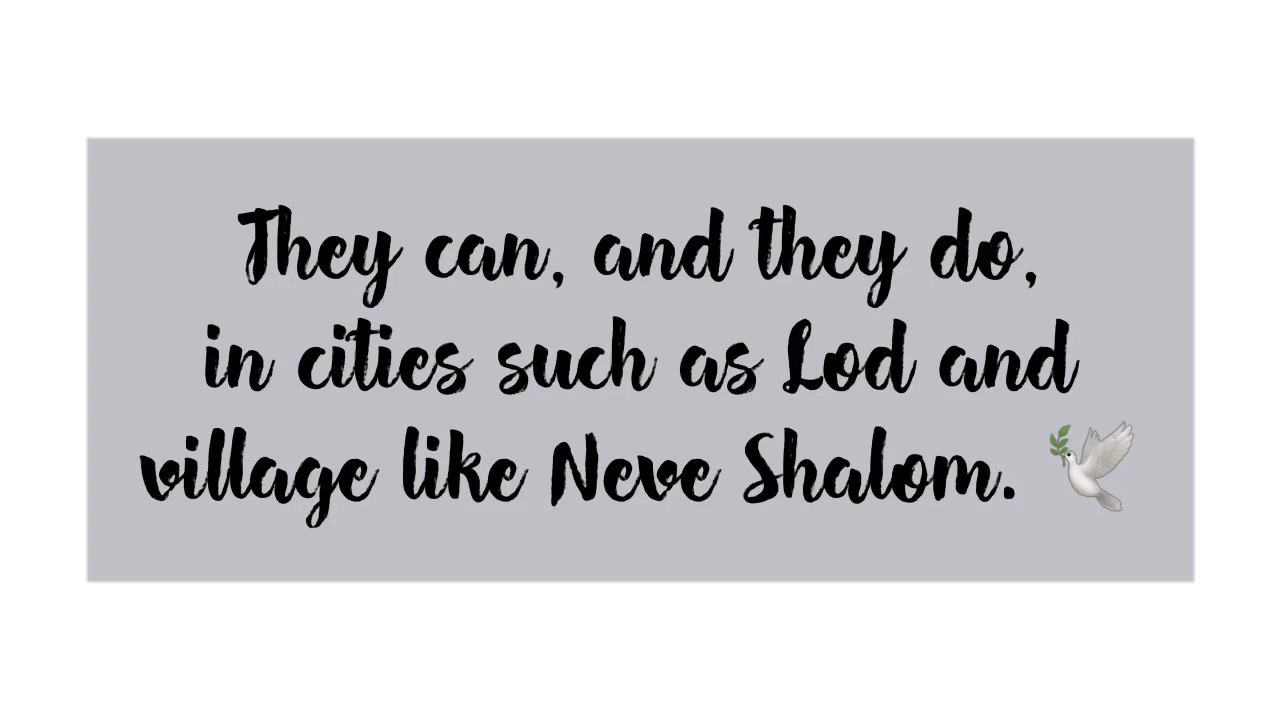 They can, and they do,
in cities such as Lod and
village like Neve Shalom. 🕊️